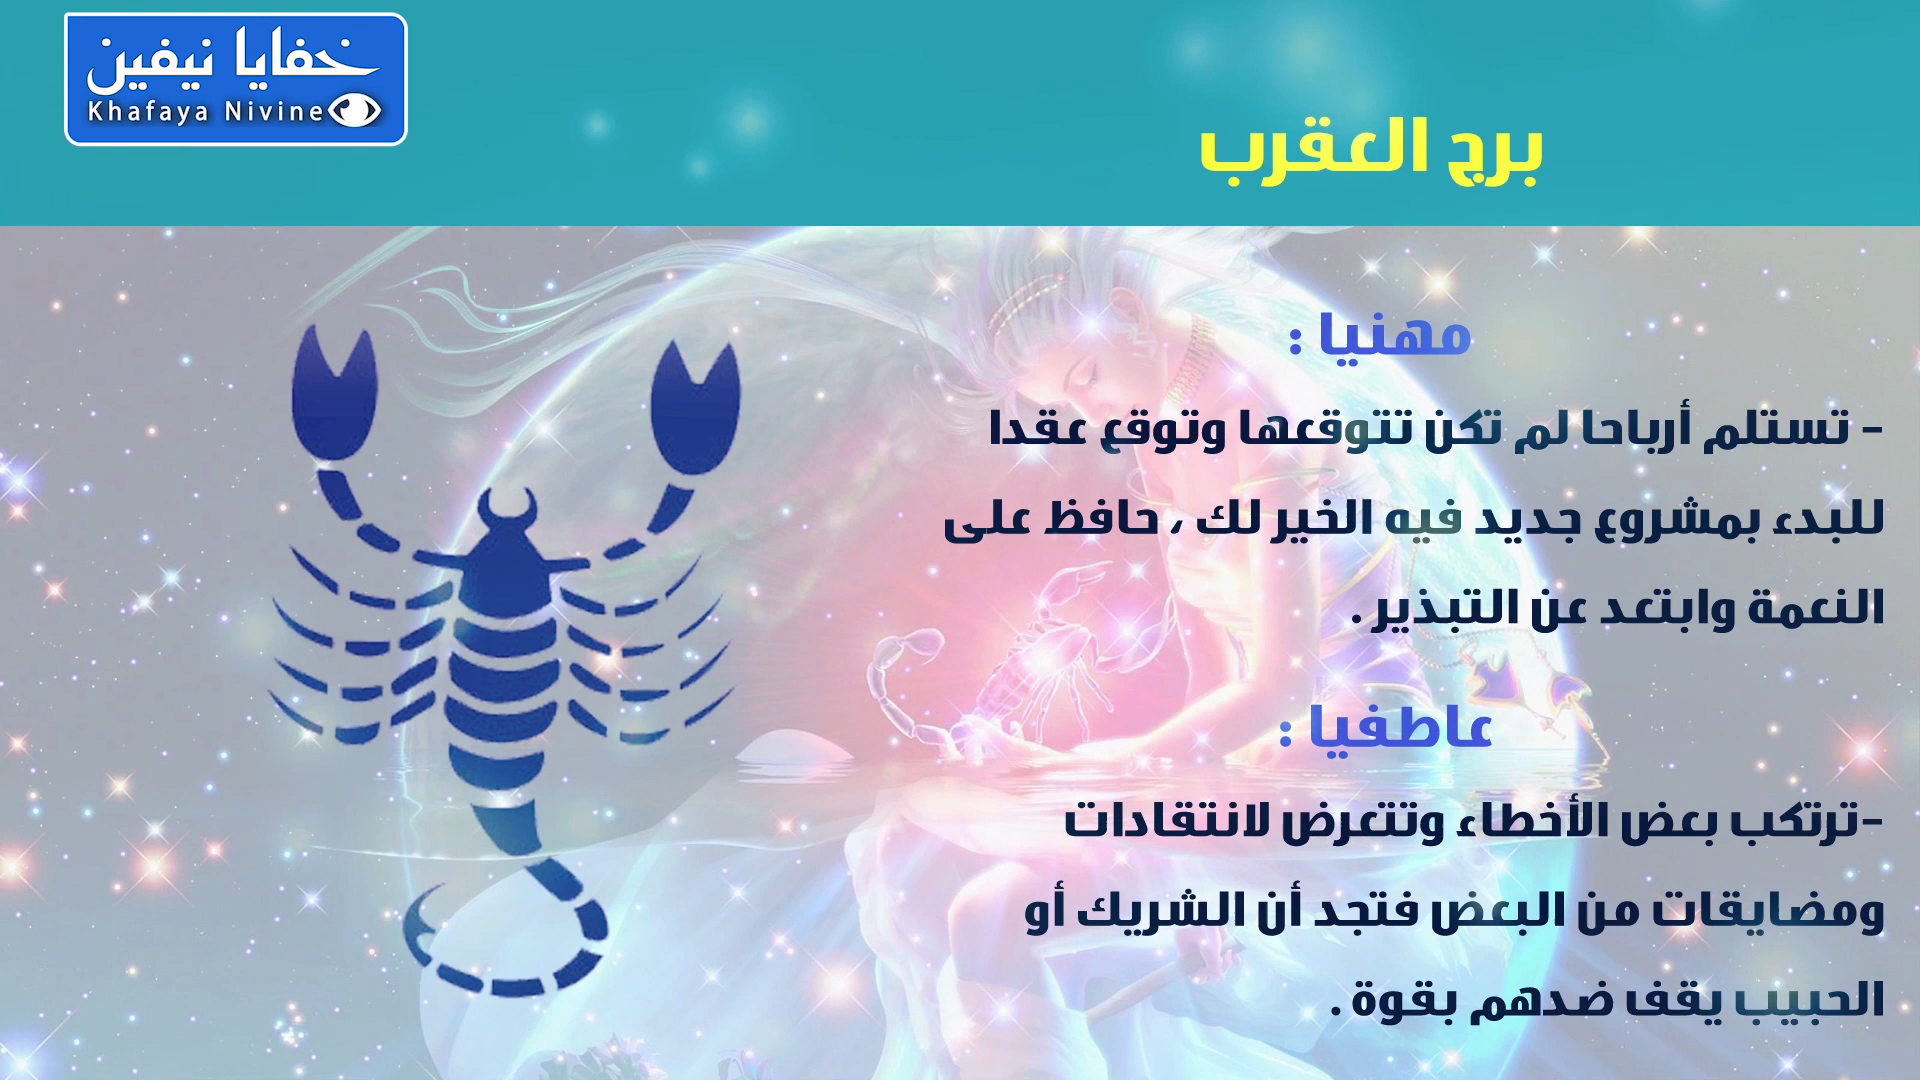 خفايا نيفين
Khafaya Nivine
برج العقرب
مهنيا :
- تستلم أرباحا لم تكن تتوقعها وتوقع عقدا
للبدء بمشروع جديد فيه الخير لك ، حافظ على
النعمة وابتعد عن التبذير .
عاطفيا :
-ترتكب بعض الأخطاء وتتعرض لانتقادات
ومضايقات من البعض فتجد أن الشريك أو
الحبيب يقف ضدهم بقوة .